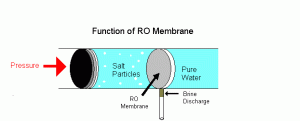 Function of RO Membrane
Pressure
Salt
Particles
Pure
Water
RO
Membrane
Brine
Discharge